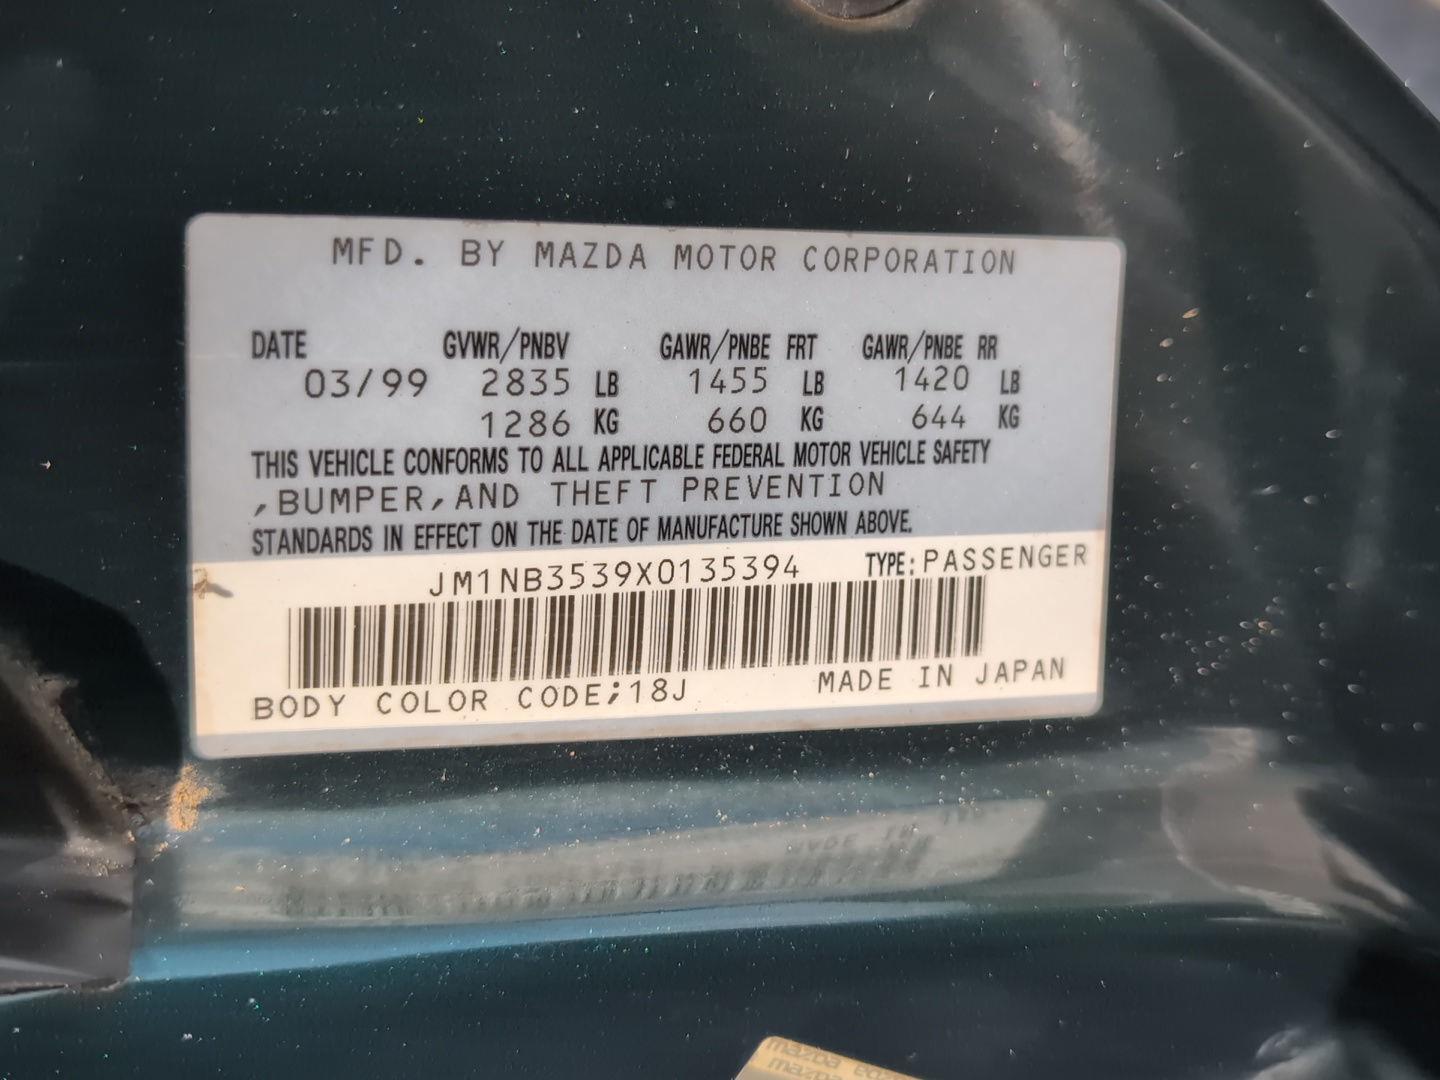 MFD. BY MAZDA MOTOR CORPORATION
DATE GVWR/PNBV GAWR/PNBE FRT GAWR/PNBE RR
03/99 2835 LB 1455 LB 1420 LB
1286 KG 660 KG 644 KG
THIS VEHICLE CONFORMS TO ALL APPLICABLE FEDERAL MOTOR VEHICLE SAFETY
,BUMPER,AND THEFT PREVENTION
STANDARDS IN EFFECT ON THE DATE OF MANUFACTURE SHOWN ABOVE.
JM1NB3539X0135394 TYPE:PASSENGER
BODY COLOR CODE;18J MADE IN JAPAN
mazda
mazda